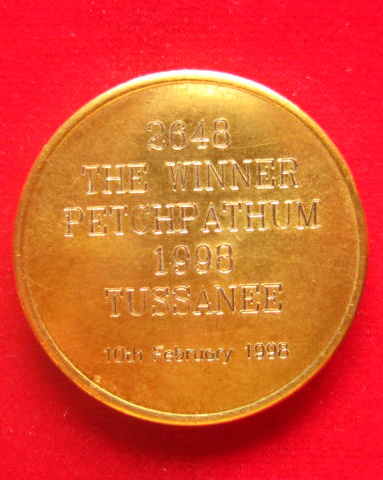 2648
THE WINNER
PETCHPATHUM
1998
TUSSANEE
10th February 1998